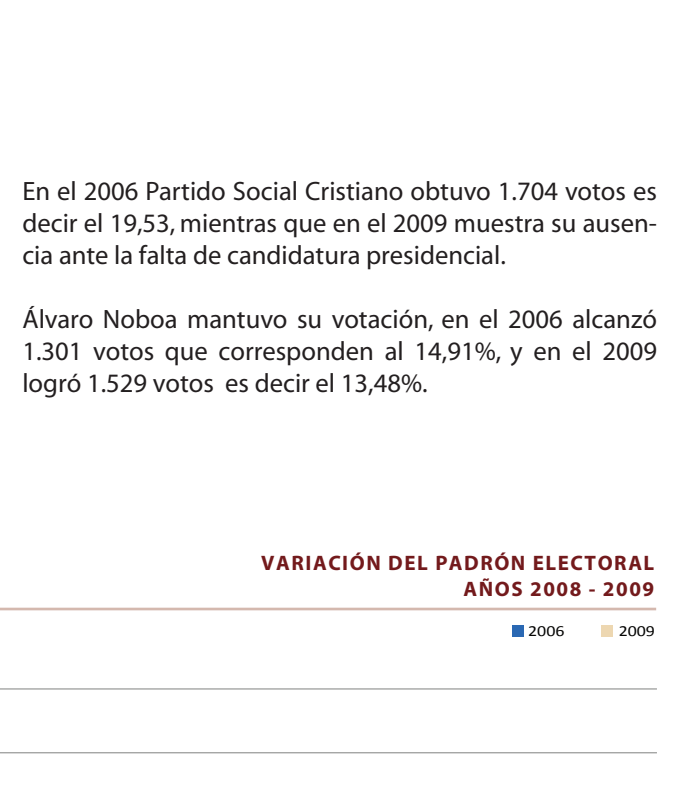 En el 2006 Partido Social Cristiano obtuvo 1.704 votos es
decir el 19,53, mientras que en el 2009 muestra su ausen-
cia ante la falta de candidatura presidencial.
Álvaro Noboa mantuvo su votación, en el 2006 alcanzó
1.301 votos que corresponden al 14,91%, y en el 2009
logró 1.529 votos es decir el 13,48%.
VARIACIÓN DEL PADRÓN ELECTORAL
AÑOS 2008 - 2009
2006 2009